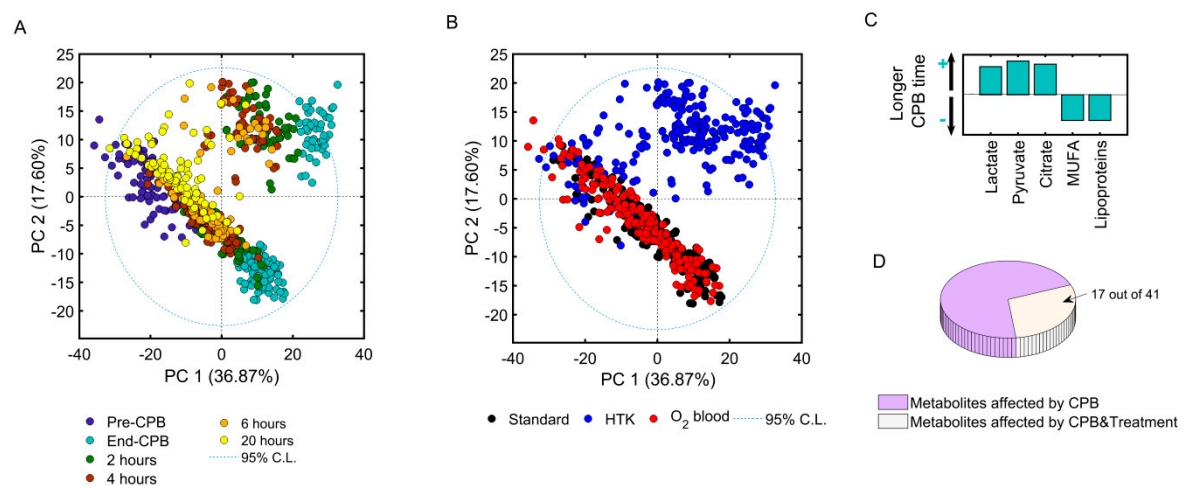 A
25
20
15
10
5
0
-5
-10
-15
-20
-40
-20
0
20
40
PC 2 (17.60%)
PC 1 (36.87%)
Pre-CPB
End-CPB
2 hours
4 hours
6 hours
20 hours
95% C.L.
B
25
20
15
10
5
0
-5
-10
-15
-20
-25
-40
-20
0
20
40
PC 2 (17.60%)
PC 1 (36.87%)
Standard
HTK
O2 blood
95% C.L.
C
Longer
CPB time
+
-
Lactate
Pyruvate
Citrate
MUFA
Lipoproteins
D
17 out of 41
Metabolites affected by CPB
Metabolites affected by CPB&Treatment